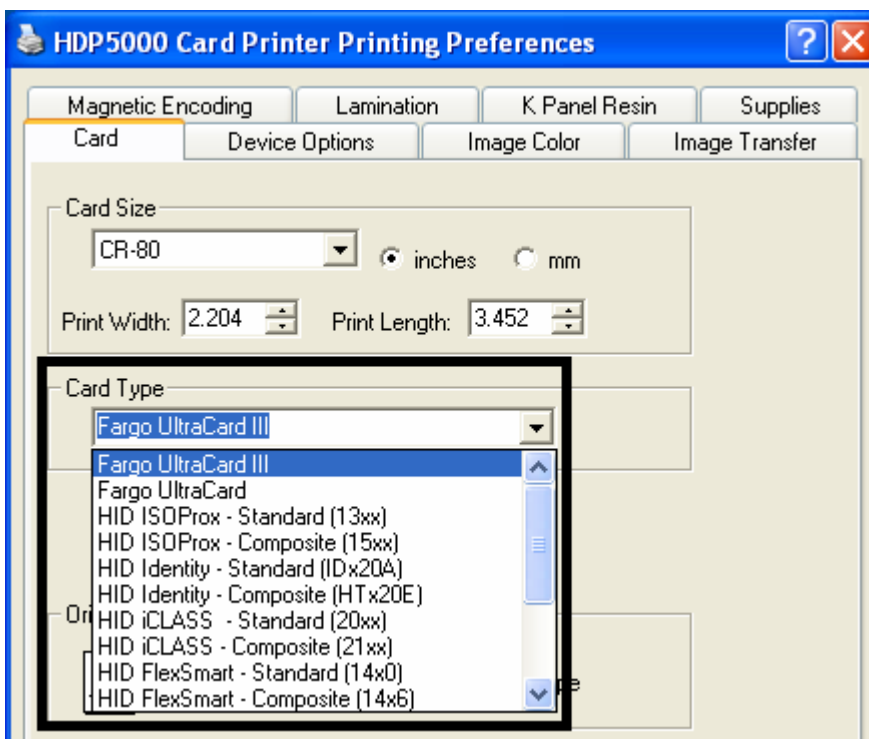 HDP5000 Card Printer Printing Preferences
Magnetic Encoding Lamination K Panel Resin Supplies
Card Device Options Image Color Image Transfer
Card Size
CR-80 inches mm
Print Width: 2.204 Print Length: 3.452
Card Type
Fargo UltraCard III
Fargo UltraCard III
Fargo UltraCard
HID ISOProx - Standard (13xx)
HID ISOProx - Composite (15xx)
HID Identity - Standard (IDx20A)
HID Identity - Composite (HTx20E)
HID iCLASS - Standard (20xx)
HID iCLASS - Composite (21xx)
HID FlexSmart - Standard (14x0)
HID FlexSmart - Composite (14x6)